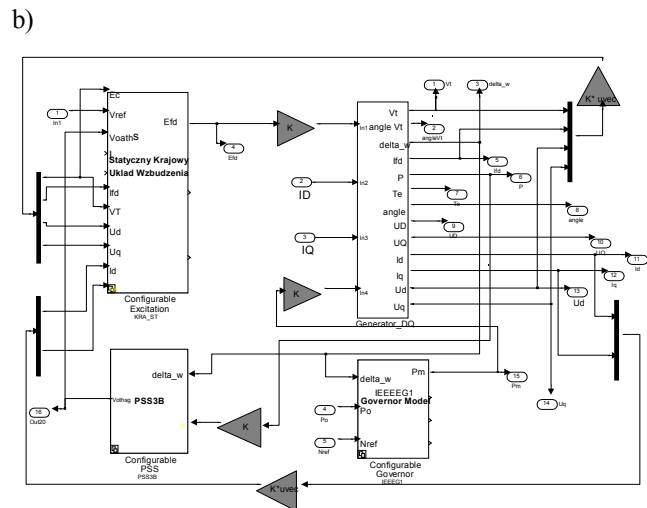 b)
Ec
Vref
VoathS
I
Statyczny Krajowy
Uklad Wzbudzenia
Ifd
VT
Ud
Uq
Id
Iq
Efd
Configurable
Excitation
KRA_ST
1
In1
4
Efd
K
In1
In2
In3
In4
2
ID
3
IQ
K
Vt
angle Vt
delta_w
Ifd
P
Te
angle
UD
UQ
Id
Iq
Ud
Uq
Generator_DQ
1
Vt
2
angleVt
3
delta_w
5
Ifd
6
P
7
Te
8
angle
9
UD
10
UQ
11
Id
12
Iq
13
Ud
14
Uq
K* uvec
delta_w
Vothsg
PSS3B
Configurable
PSS
PSS3B
16
Out20
K
delta_w
Pm
IEEEG1
Governor Model
Po
Nref
Configurable
Governor
IEEEG1
4
Po
5
Nref
15
Pm
K*uvec